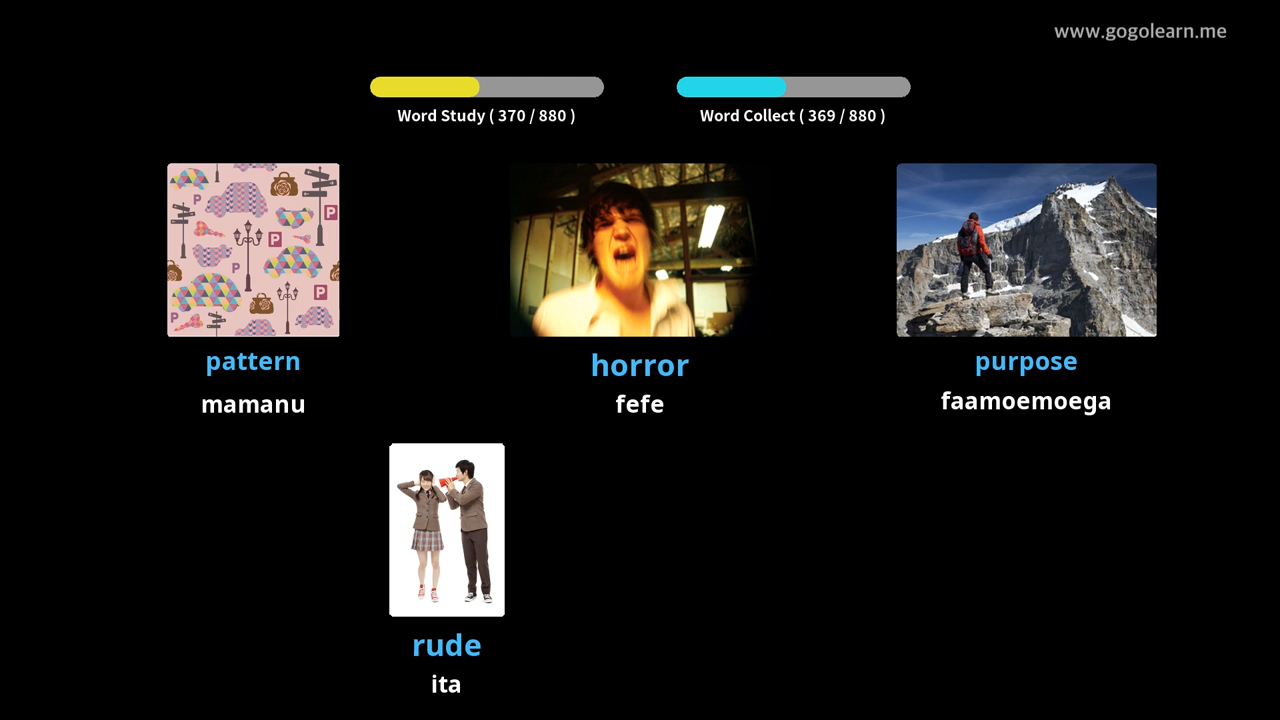 www.gogolearn.me
Word Study ( 370 / 880 )
Word Collect ( 369 / 880 )
P
P
P
P
P
P
pattern
mamanu
horror
fefe
purpose
faamoemoega
rude
ita